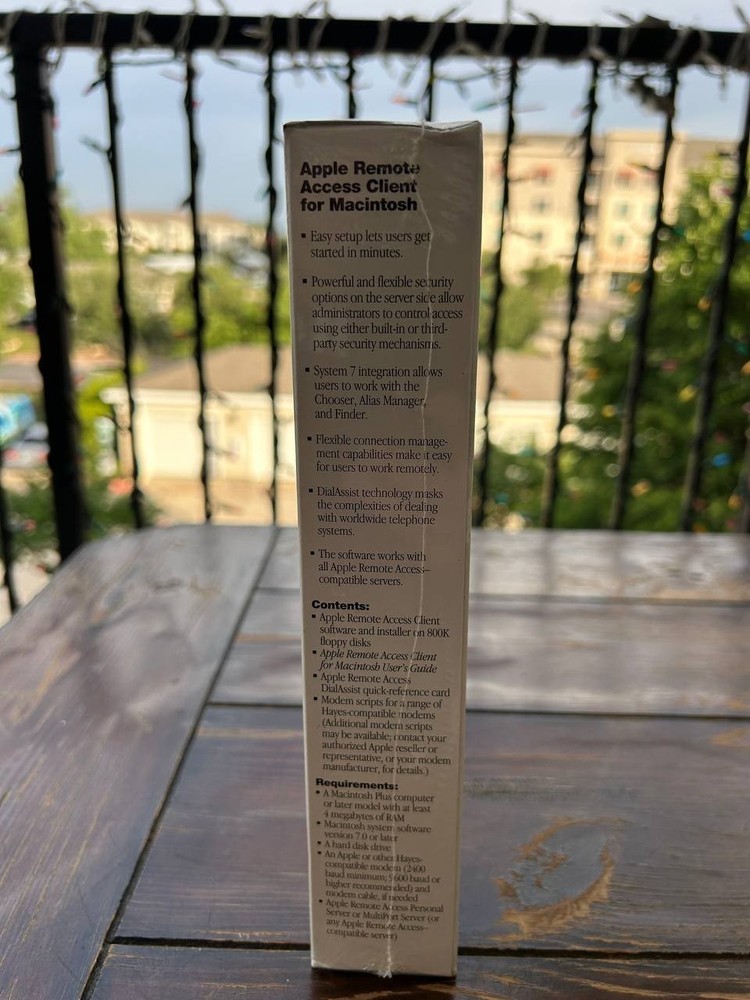 Apple Remote
Access Client
for Macintosh
▪ Easy setup lets users get
started in minutes.
▪ Powerful and flexible security
options on the server side allow
administrators to control access
using either built-in or third-
party security mechanisms.
▪ System 7 integration allows
users to work with the
Chooser, Alias Manager,
and Finder.
▪ Flexible connection manage-
ment capabilities make it easy
for users to work remotely.
▪ DialAssist technology masks
the complexities of dealing
with worldwide telephone
systems.
▪ The software works with
all Apple Remote Access–
compatible servers.
Contents:
▪ Apple Remote Access Client
software and installer on 800K
floppy disks
▪ Apple Remote Access Client
for Macintosh User's Guide
▪ Apple Remote Access
DialAssist quick-reference card
▪ Modem scripts for a range of
Hayes-compatible modems
(Additional modem scripts
may be available; contact your
authorized Apple reseller or
representative, or your modem
manufacturer, for details.)
Requirements:
▪ A Macintosh Plus computer
or later model with at least
4 megabytes of RAM
▪ Macintosh system software
version 7.0 or later
▪ A hard disk drive
▪ An Apple or other Hayes-
compatible modem (2400
baud minimum; 9600 baud or
higher recommended) and
modem cable, if needed
▪ Apple Remote Access Personal
Server or MultiPort Server (or
any Apple Remote Access–
compatible server)